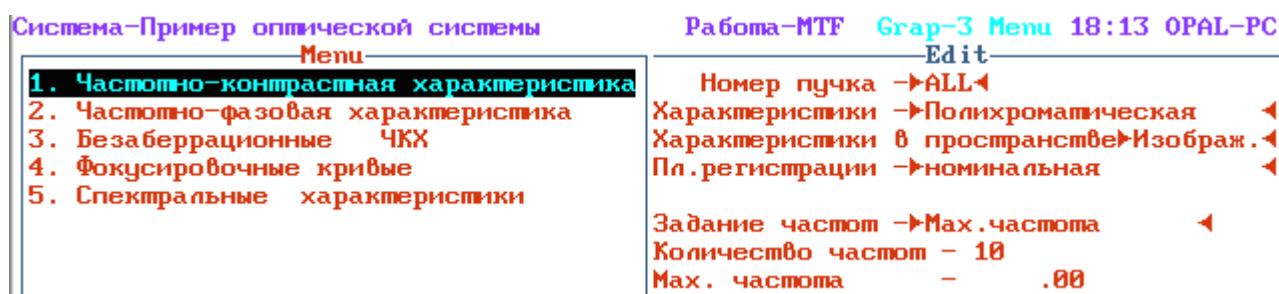 Система-Пример оптической системы Работа-MTF Grap-3 Menu 18:13 OPAL-PC
Menu
1. Частотно-контрастная характеристика
2. Частотно-фазовая характеристика
3. Безаберрационные ЧКХ
4. Фокусировочные кривые
5. Спектральные характеристики
Edit
Номер пучка -►ALL◄
Характеристики -►Полихроматическая ◄
Характеристики в пространстве►Изображ.◄
Пл.регистрации -►номинальная ◄
Задание частот -►Мах.частота ◄
Количество частот - 10
Мах. частота - .00